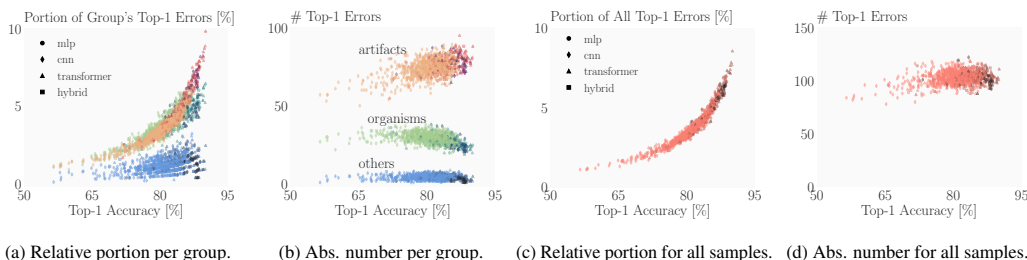 Portion of Group's Top-1 Errors [%]
10
5
0
50
65
80
95
mlp
cnn
transformer
hybrid
Top-1 Accuracy [%]
(a) Relative portion per group.
# Top-1 Errors
100
50
0
50
65
80
95
artifacts
organisms
others
Top-1 Accuracy [%]
(b) Abs. number per group.
Portion of All Top-1 Errors [%]
10
5
0
50
65
80
95
mlp
cnn
transformer
hybrid
Top-1 Accuracy [%]
(c) Relative portion for all samples.
# Top-1 Errors
150
100
50
0
50
65
80
95
Top-1 Accuracy [%]
(d) Abs. number for all samples.